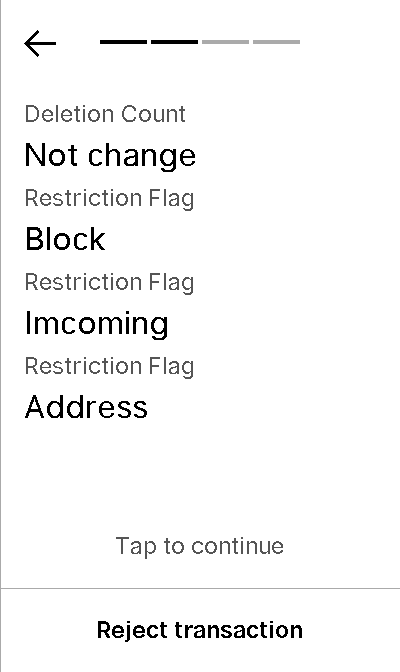 Deletion Count
Not change
Restriction Flag
Block
Restriction Flag
Imcoming
Restriction Flag
Address
Tap to continue
Reject transaction